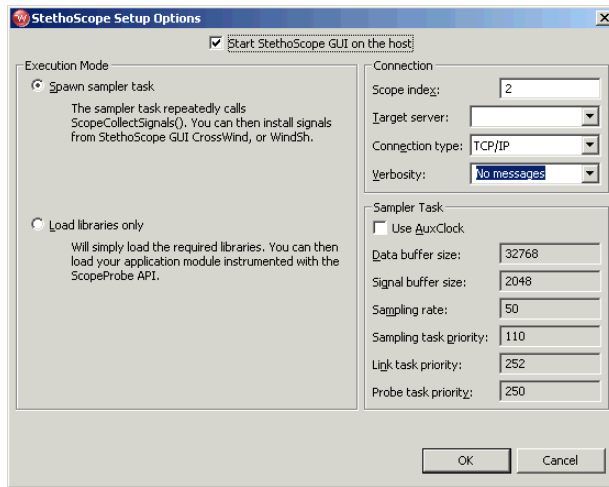 StethoScope Setup Options
Start StethoScope GUI on the host
Execution Mode
Spawn sampler task
The sampler task repeatedly calls
ScopeCollectSignals(). You can then install signals
from StethoScope GUI CrossWind, or WindSh.
Load libraries only
Will simply load the required libraries. You can then
load your application module instrumented with the
ScopeProbe API.
Connection
Scope index: 2
Target server:
Connection type: TCP/IP
Verbosity: No messages
Sampler Task
Use AuxClock
Data buffer size: 32768
Signal buffer size: 2048
Sampling rate: 50
Sampling task priority: 110
Link task priority: 252
Probe task priority: 250
OK Cancel